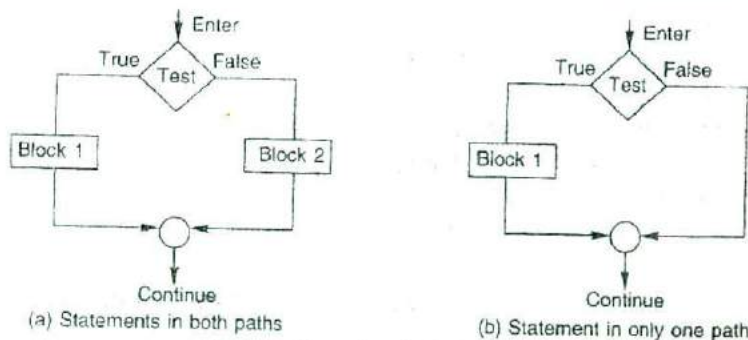 Enter
True
False
Test
Block 1
Block 2
Continue
(a) Statements in both paths
Enter
True
False
Test
Block 1
Continue
(b) Statement in only one path